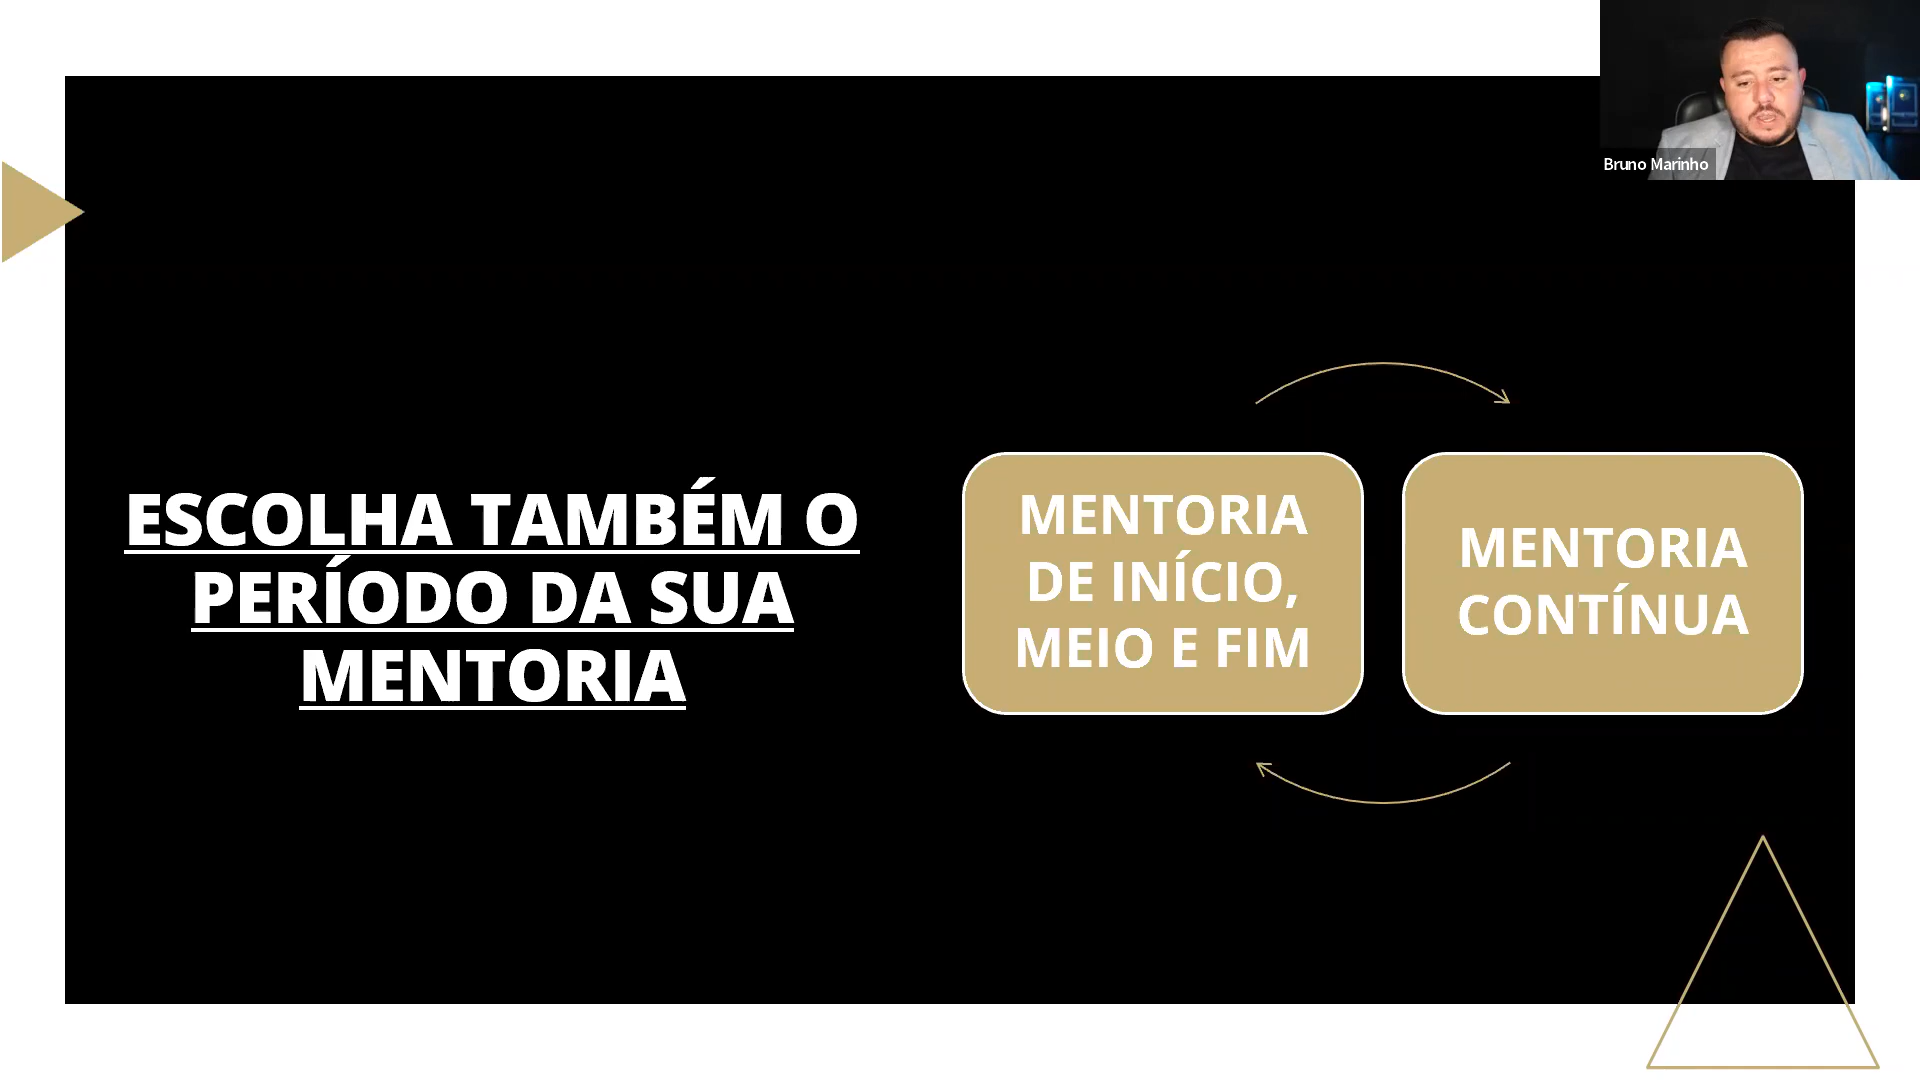 Bruno Marinho
ESCOLHA TAMBÉM O
PERÍODO DA SUA
MENTORIA
MENTORIA
DE INÍCIO,
MEIO E FIM
MENTORIA
CONTÍNUA